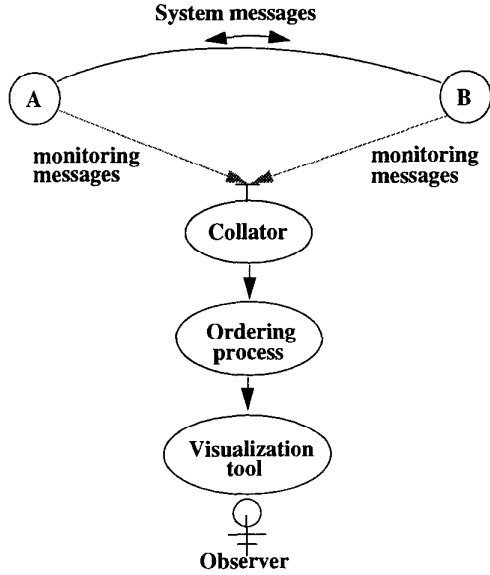 System messages
A
B
monitoring
messages
monitoring
messages
Collator
Ordering
process
Visualization
tool
Observer